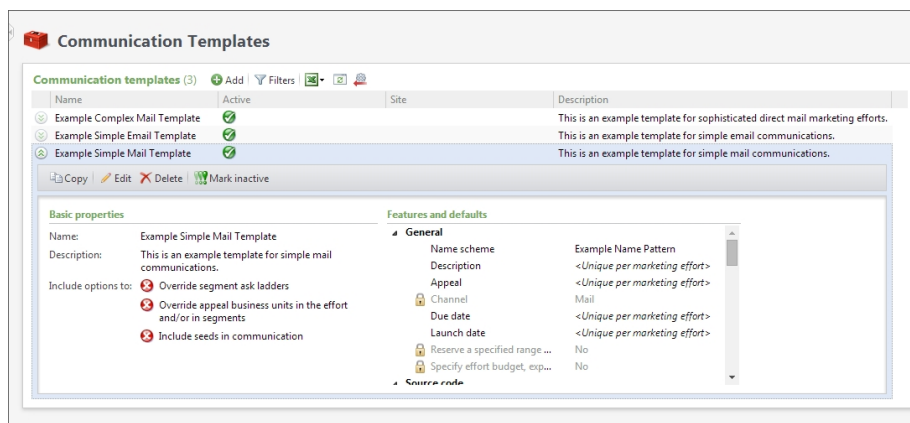 Communication Templates
Communication templates (3) Add Filters
Name Active Site Description
Example Complex Mail Template This is an example template for sophisticated direct mail marketing efforts.
Example Simple Email Template This is an example template for simple email communications.
Example Simple Mail Template This is an example template for simple mail communications.
Copy Edit Delete Mark inactive
Basic properties
Name: Example Simple Mail Template
Description: This is an example template for simple mail
communications.
Include options to: Override segment ask ladders
Override appeal business units in the effort
and/or in segments
Include seeds in communication
Features and defaults
General
Name scheme Example Name Pattern
Description <Unique per marketing effort>
Appeal <Unique per marketing effort>
Channel Mail
Due date <Unique per marketing effort>
Launch date <Unique per marketing effort>
Reserve a specified range ... No
Specify effort budget, exp... No
Source code